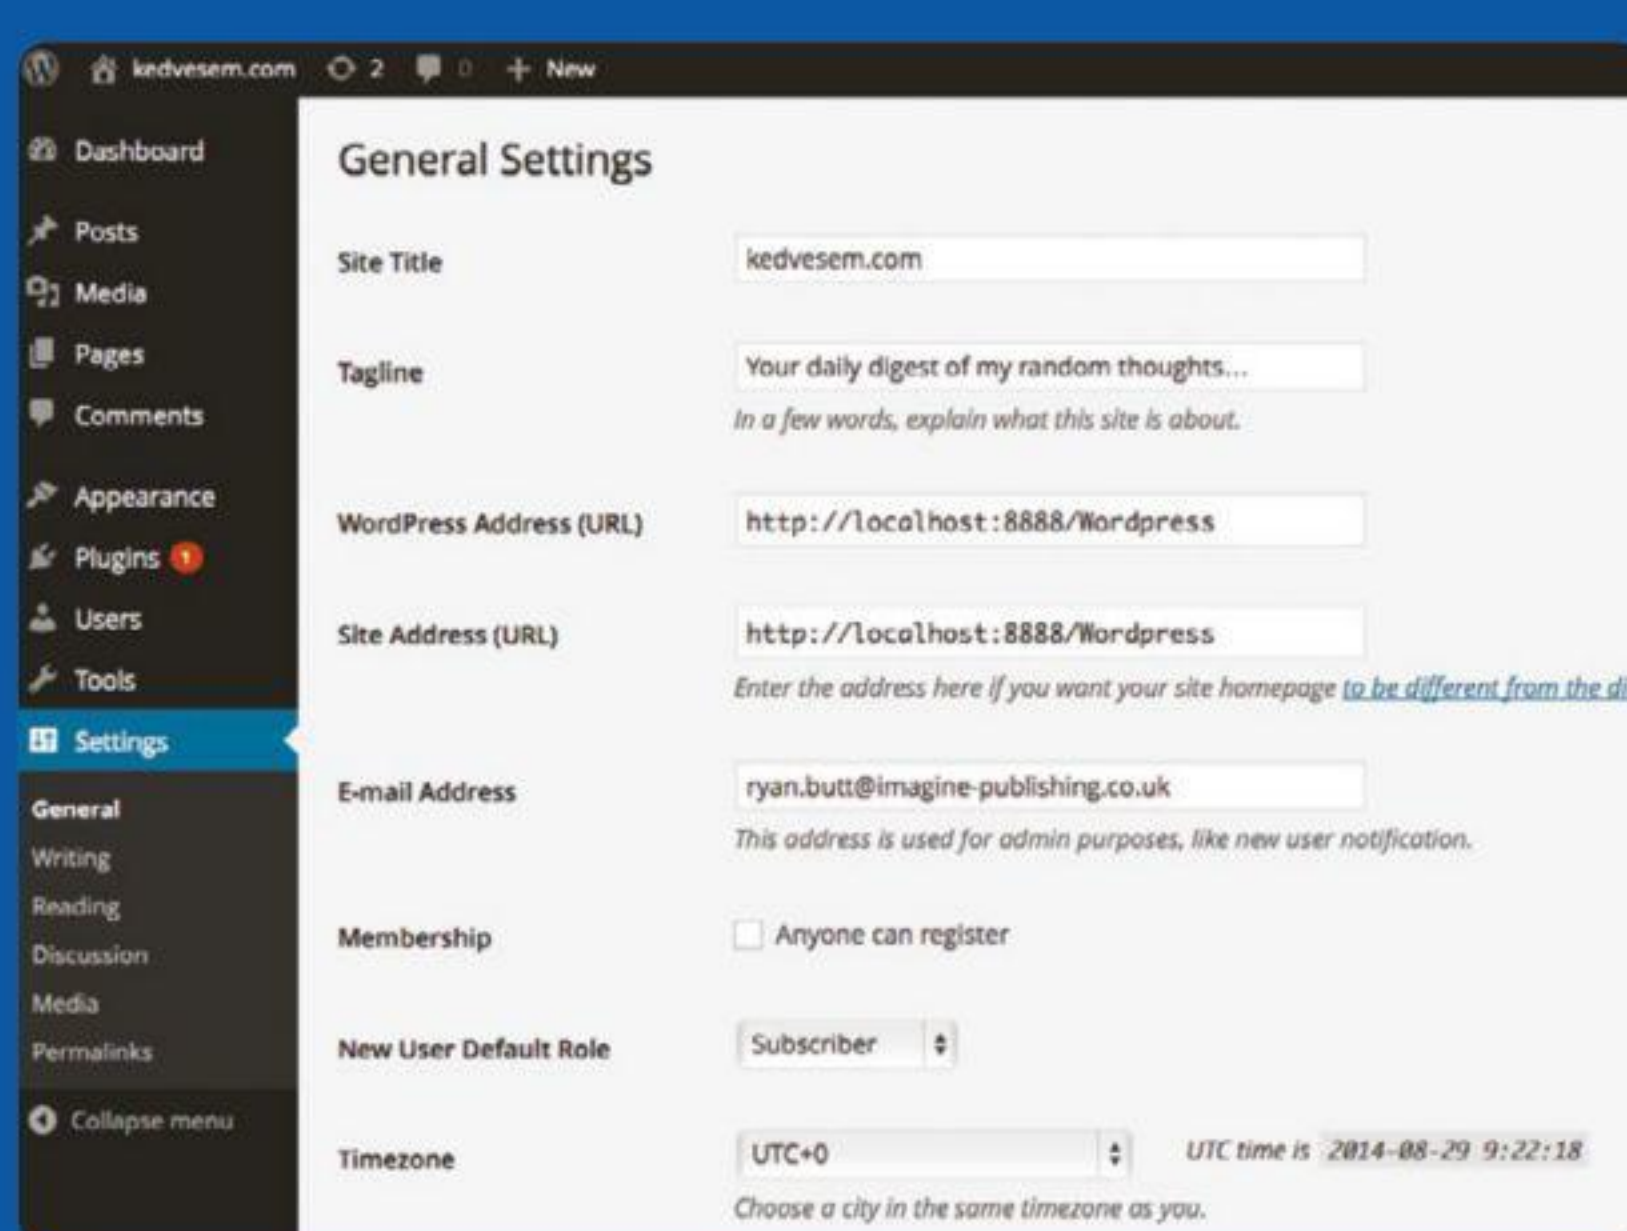 kedvesem.com 2 0 + New
Dashboard
Posts
Media
Pages
Comments
Appearance
Plugins 1
Users
Tools
Settings
General
Writing
Reading
Discussion
Media
Permalinks
Collapse menu
General Settings
Site Title kedvesem.com
Tagline Your daily digest of my random thoughts...
In a few words, explain what this site is about.
WordPress Address (URL) http://localhost:8888/Wordpress
Site Address (URL) http://localhost:8888/Wordpress
Enter the address here if you want your site homepage to be different from the di
E-mail Address ryan.butt@imagine-publishing.co.uk
This address is used for admin purposes, like new user notification.
Membership Anyone can register
New User Default Role Subscriber
Timezone UTC+0 UTC time is 2014-08-29 9:22:18
Choose a city in the same timezone as you.